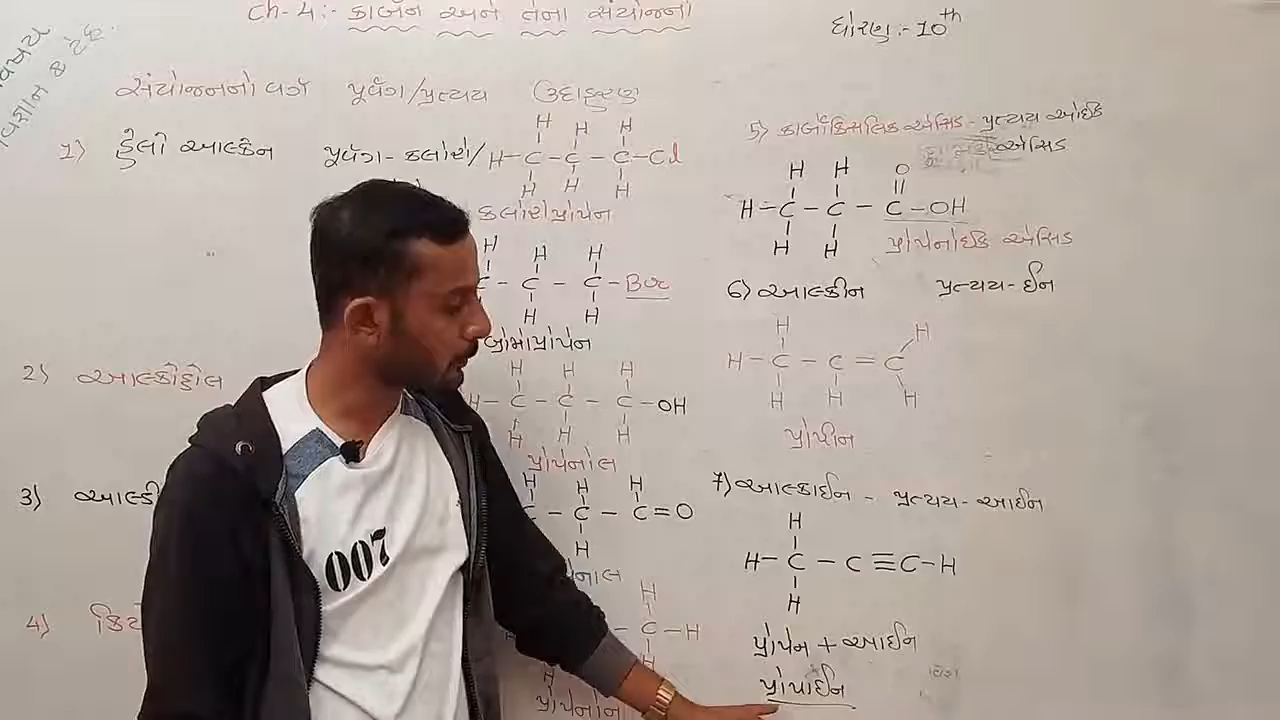 Ch-4:- કાર્બન અને તેના સંયોજનો
ધોરણ:- 10th
વિષય
વિજ્ઞાન & ટેક.
સંયોજનનો વર્ગ પૂર્વગ/પ્રત્યય ઉદાહરણ
1) હેલો આલ્કેન પૂર્વગ- ક્લોરો/
H H H
H-C-C-C-Cl
H H H
ક્લોરોપ્રોપેન
H H H
C-C-C-Br
H H
બ્રોમોપ્રોપેન
2) આલ્કોહોલ
H H H
H-C-C-C-OH
H H H
પ્રોપેનોલ
3)
H H H
C-C-C=O
H
4)
H
-C-H
H H
પ્રોપેનોન
5) કાર્બોક્સિલિક એસિડ - પ્રત્યય ઓઈક
એસિડ
H H O
H-C-C-C-OH
H H
પ્રોપેનોઈક એસિડ
6) આલ્કીન પ્રત્યય- ઈન
H H
H-C-C=C
H H H
પ્રોપીન
7) આલ્કાઈન - પ્રત્યય- આઈન
H
H-C-C≡C-H
H
પ્રોપેન + આઈન
પ્રોપાઈન
007